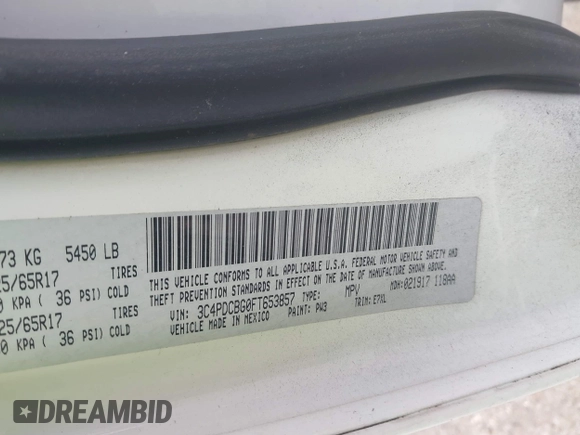 73 KG 5450 LB
25/65R17 TIRES
0 KPA ( 36 PSI) COLD
25/65R17 TIRES
0 KPA ( 36 PSI) COLD
THIS VEHICLE CONFORMS TO ALL APPLICABLE U.S.A. FEDERAL MOTOR VEHICLE SAFETY AND
THEFT PREVENTION STANDARDS IN EFFECT ON THE DATE OF MANUFACTURE SHOWN ABOVE.
VIN: 3C4PDCBG0FT653857 TYPE: MPV MDH:021917 118AA
VEHICLE MADE IN MEXICO PAINT: PW3 TRIM: E7XL
DREAMBID